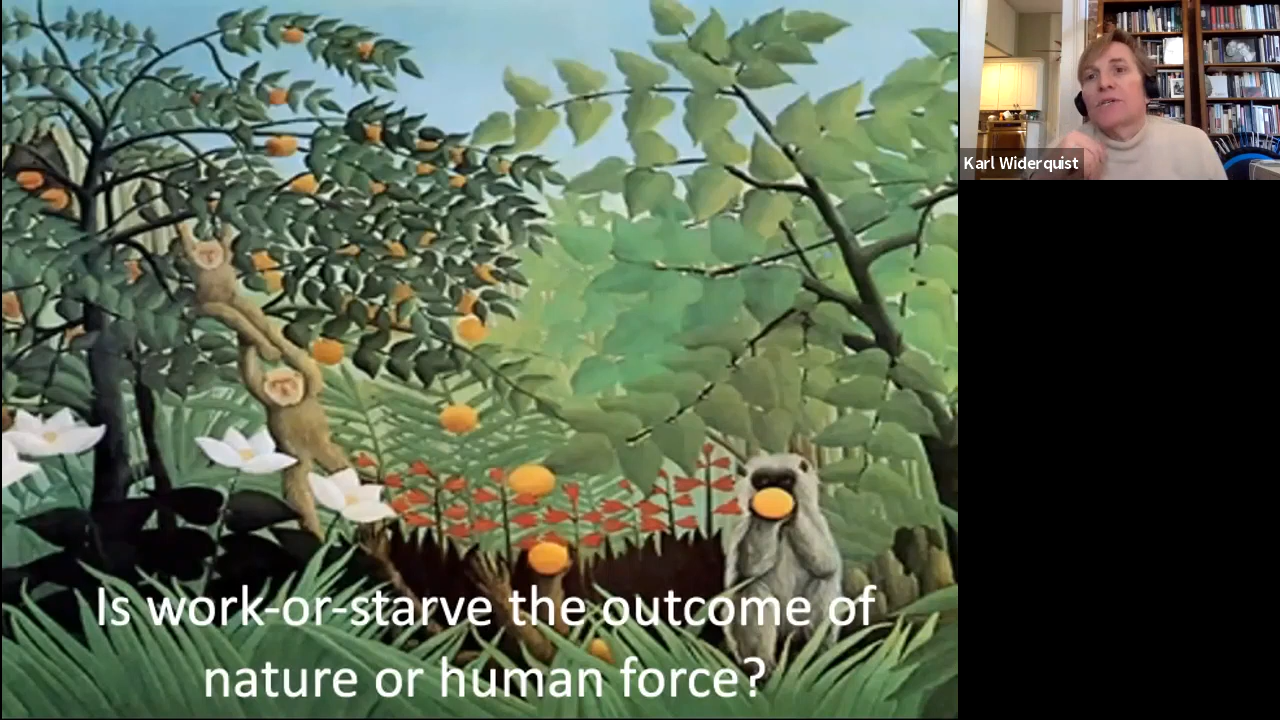 Karl Widerquist
Is work-or-starve the outcome of
nature or human force?